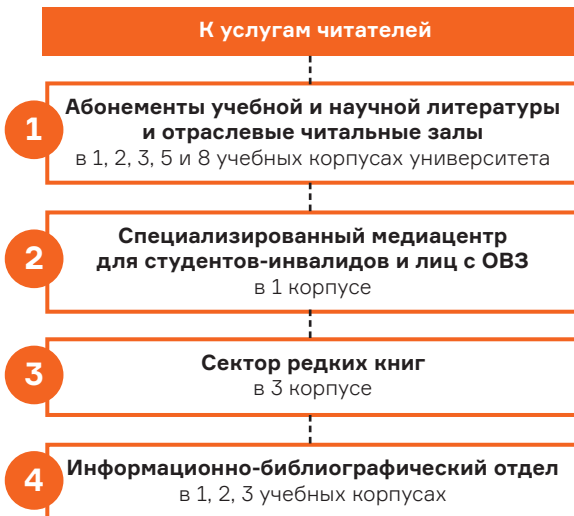 К услугам читателей
1
Абонементы учебной и научной литературы
и отраслевые читальные залы
в 1, 2, 3, 5 и 8 учебных корпусах университета
2
Специализированный медиацентр
для студентов-инвалидов и лиц с ОВЗ
в 1 корпусе
3
Сектор редких книг
в 3 корпусе
4
Информационно-библиографический отдел
в 1, 2, 3 учебных корпусах